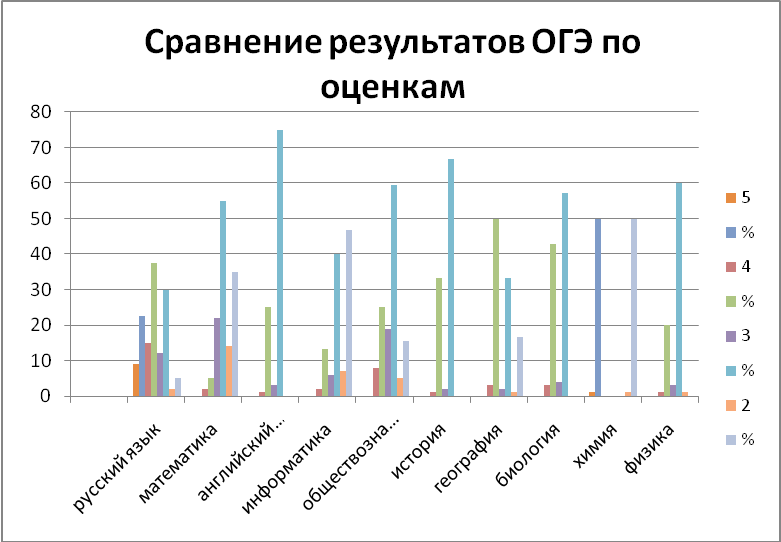 Сравнение результатов ОГЭ по
оценкам
80
70
60
50
40
30
20
10
0
русский язык
математика
английский...
информатика
обществозна...
история
география
биология
химия
физика
5
%
4
%
3
%
2
%